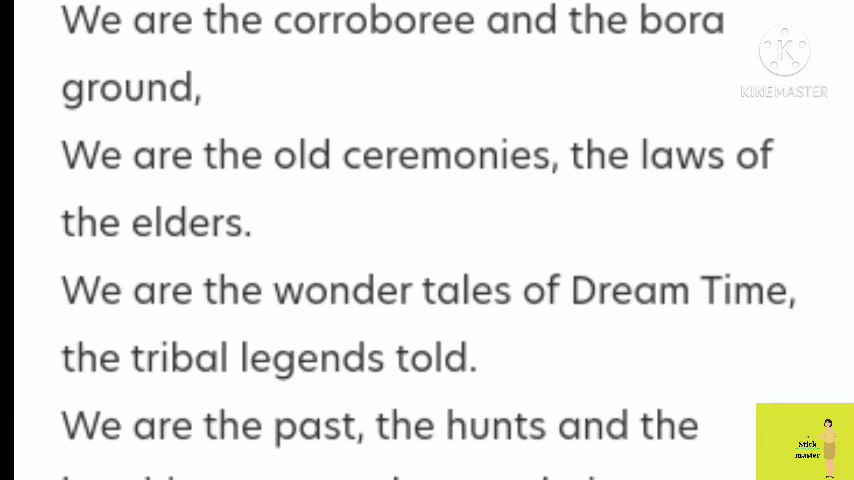 We are the corroboree and the bora
ground,
We are the old ceremonies, the laws of
the elders.
We are the wonder tales of Dream Time,
the tribal legends told.
We are the past, the hunts and the
KINEMASTER
Stick
master